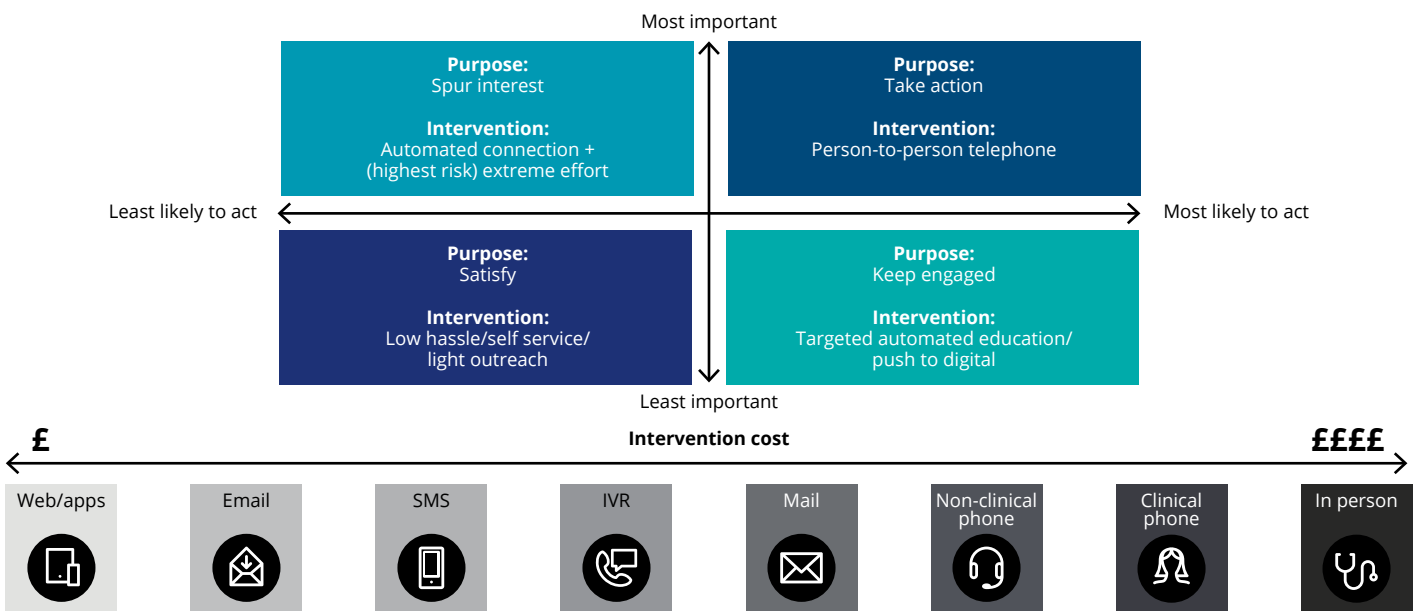 Most important
Purpose:
Spur interest
Intervention:
Automated connection +
(highest risk) extreme effort
Purpose:
Take action
Intervention:
Person-to-person telephone
Least likely to act
Most likely to act
Purpose:
Satisfy
Intervention:
Low hassle/self service/
light outreach
Purpose:
Keep engaged
Intervention:
Targeted automated education/
push to digital
Least important
£
Intervention cost
££££
Web/apps
Email
SMS
IVR
Mail
Non-clinical
phone
Clinical
phone
In person